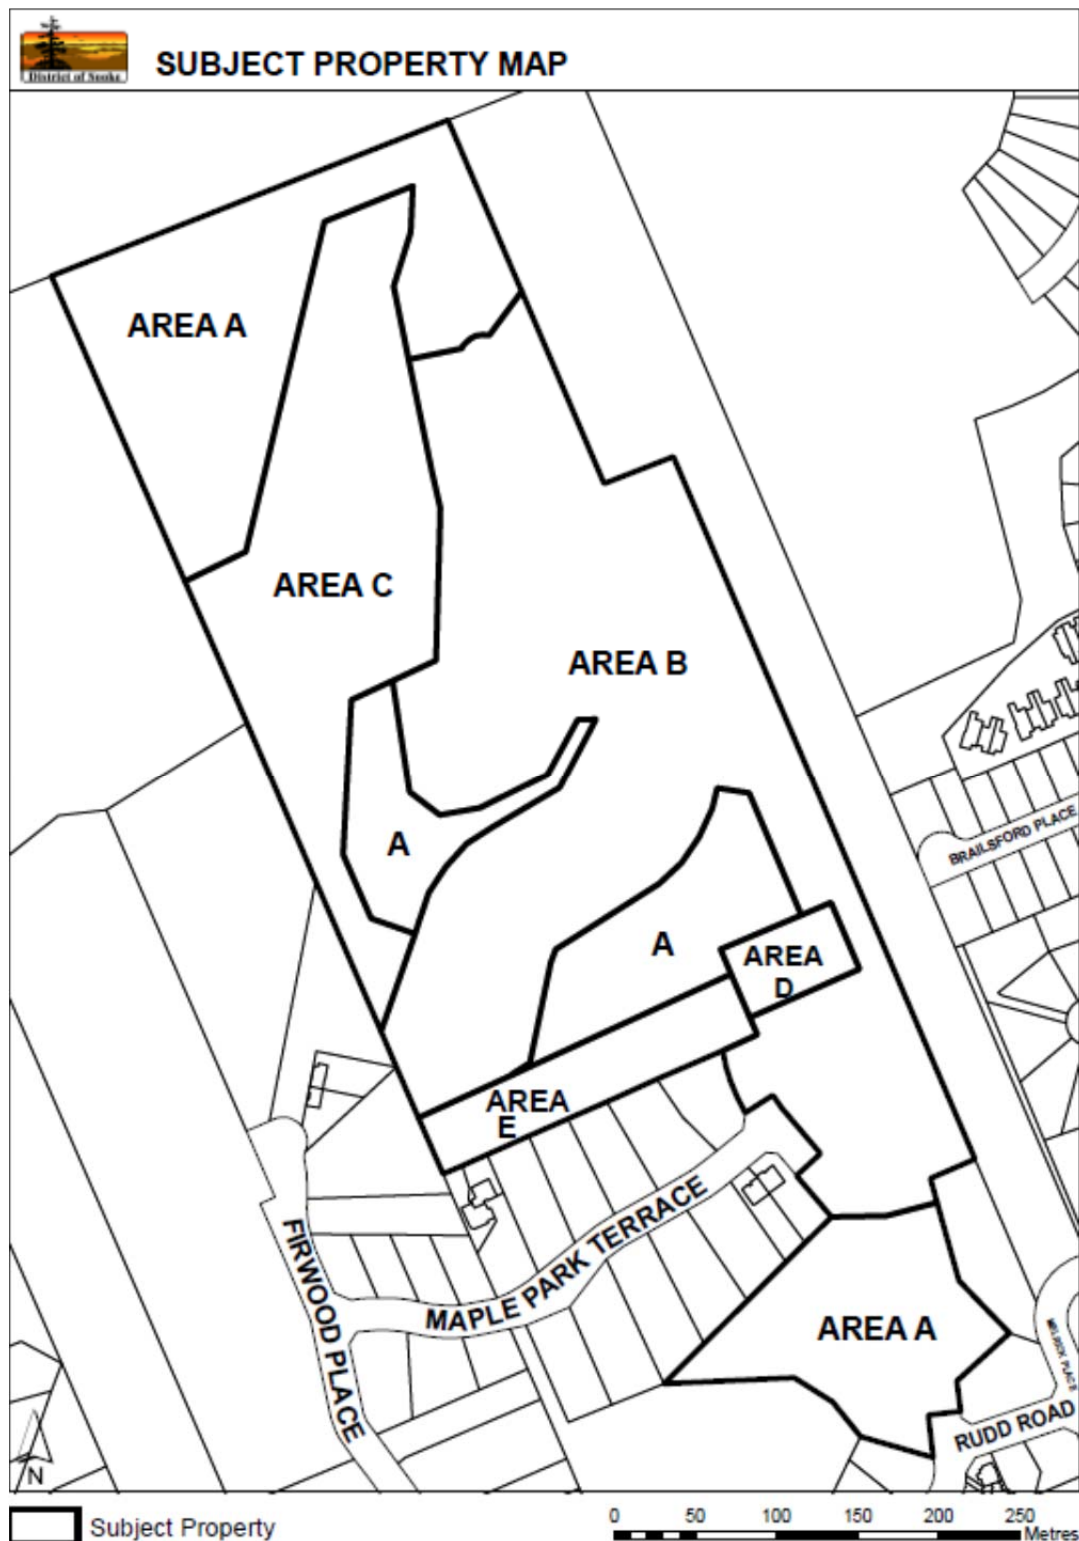 District of Sooke
SUBJECT PROPERTY MAP
AREA A
AREA C
AREA B
BRAILSFORD PLACE
A
A
AREA
D
AREA
E
MAPLE PARK TERRACE
FIRWOOD PLACE
AREA A
PLACE
RUDD ROAD
N
Subject Property
0 50 100 150 200 250
Metres